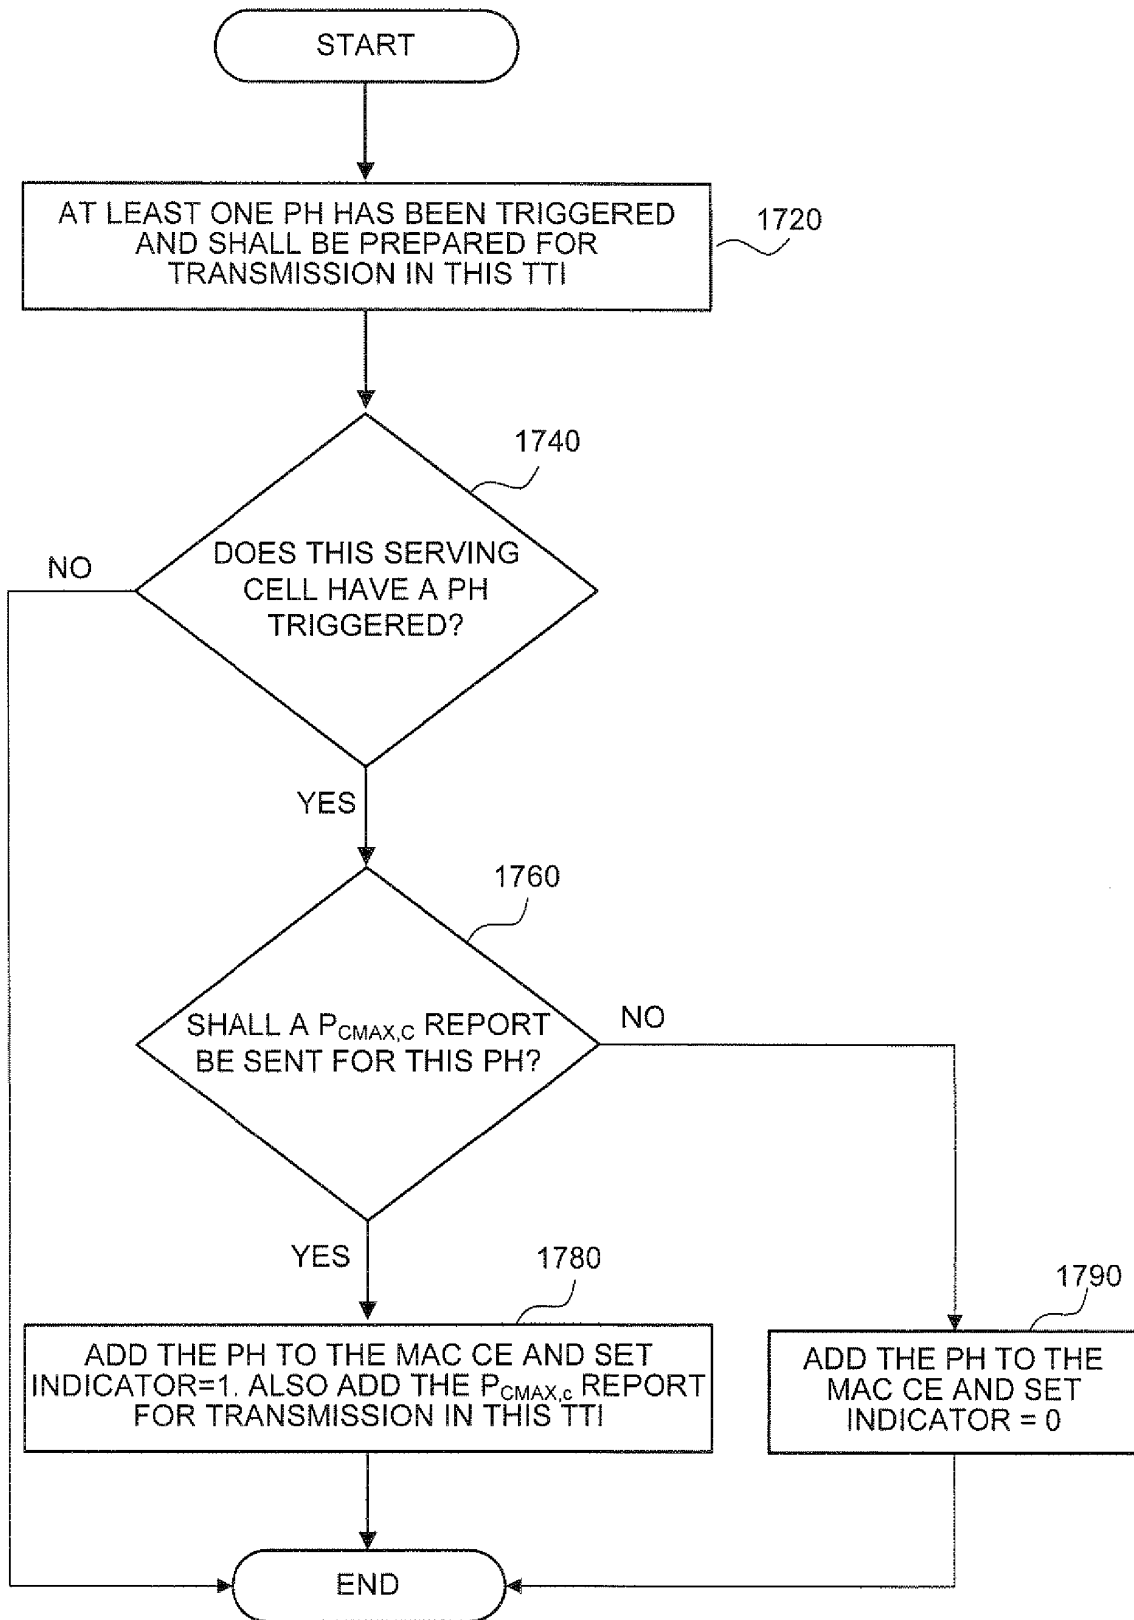 START
AT LEAST ONE PH HAS BEEN TRIGGERED
AND SHALL BE PREPARED FOR
TRANSMISSION IN THIS TTI
1720
1740
DOES THIS SERVING
CELL HAVE A PH
TRIGGERED?
NO
YES
1760
SHALL A PCMAX,C REPORT
BE SENT FOR THIS PH?
NO
YES
1780
ADD THE PH TO THE MAC CE AND SET
INDICATOR=1. ALSO ADD THE PCMAX,c REPORT
FOR TRANSMISSION IN THIS TTI
1790
ADD THE PH TO THE
MAC CE AND SET
INDICATOR = 0
END